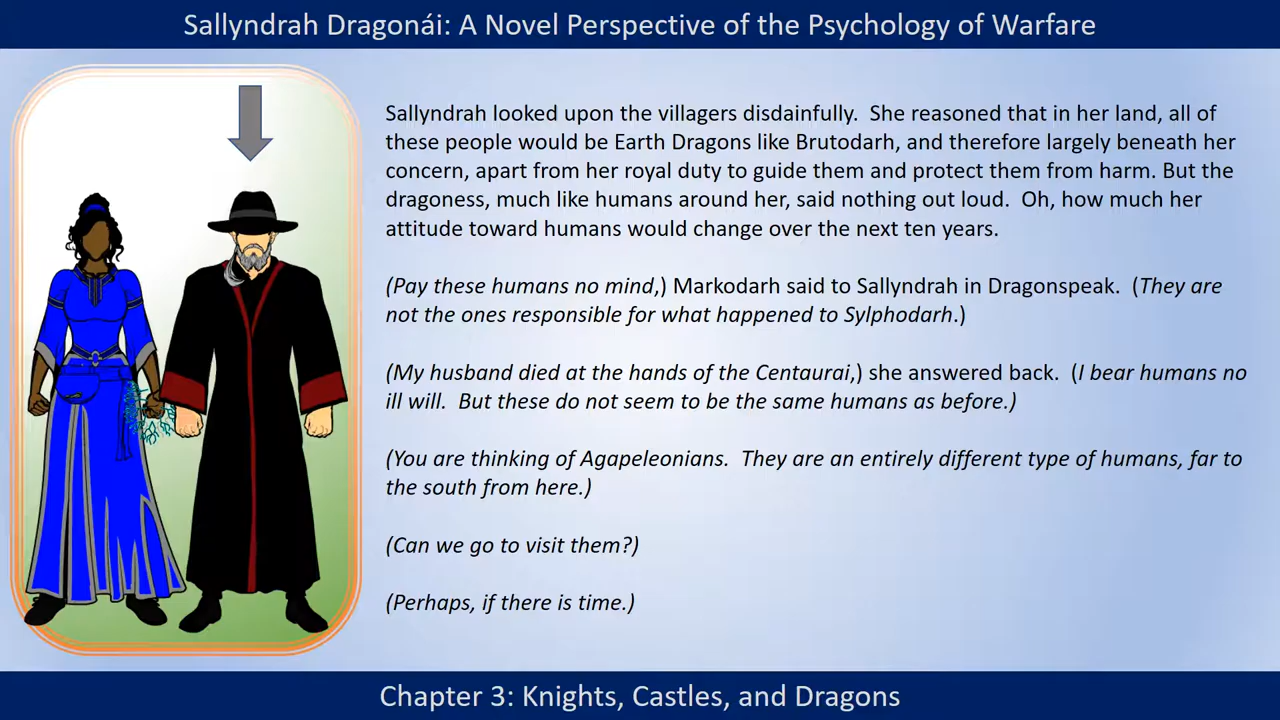 Sallyndrah Dragonái: A Novel Perspective of the Psychology of Warfare
Sallyndrah looked upon the villagers disdainfully.  She reasoned that in her land, all of
these people would be Earth Dragons like Brutodarh, and therefore largely beneath her
concern, apart from her royal duty to guide them and protect them from harm. But the
dragoness, much like humans around her, said nothing out loud.  Oh, how much her
attitude toward humans would change over the next ten years.
(Pay these humans no mind,) Markodarh said to Sallyndrah in Dragonspeak.  (They are
not the ones responsible for what happened to Sylphodarh.)
(My husband died at the hands of the Centaurai,) she answered back.  (I bear humans no
ill will.  But these do not seem to be the same humans as before.)
(You are thinking of Agapeleonians.  They are an entirely different type of humans, far to
the south from here.)
(Can we go to visit them?)
(Perhaps, if there is time.)
Chapter 3: Knights, Castles, and Dragons